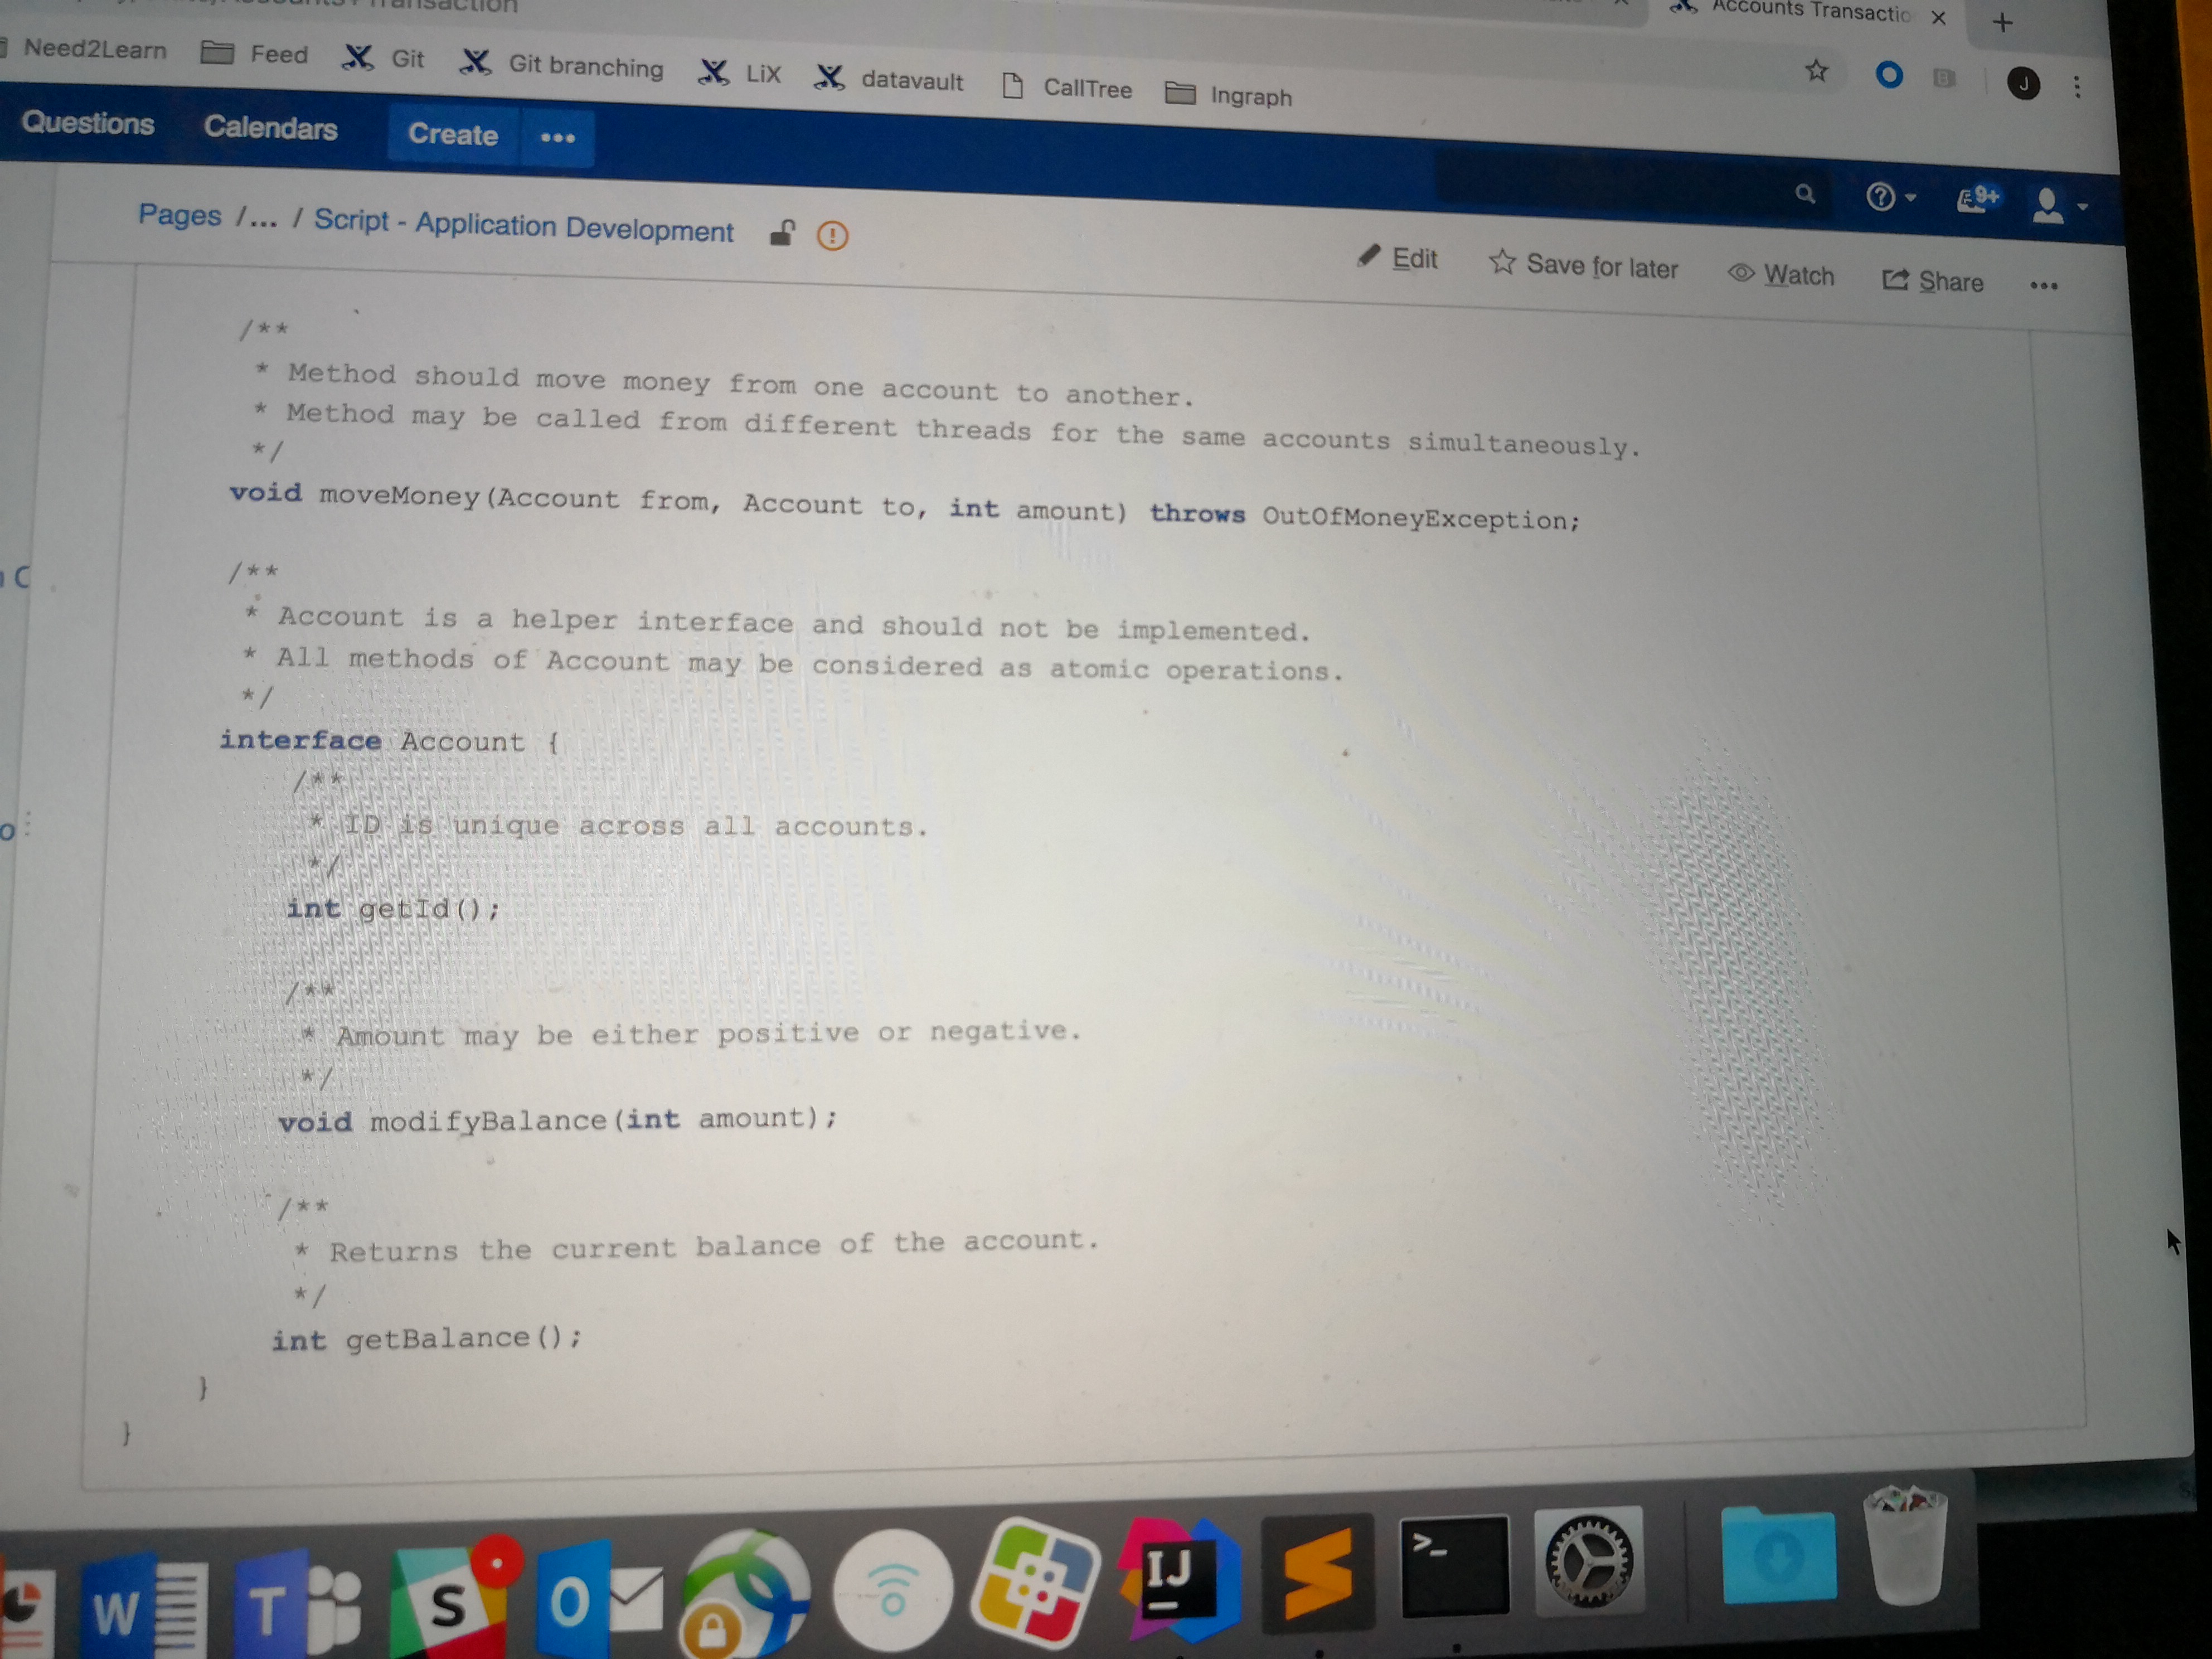 Transaction
Accounts Transactio
Need2Learn Feed Git Git branching LiX datavault CallTree Ingraph
J
Questions Calendars Create
9+
Pages /... / Script - Application Development
Edit Save for later Watch Share
/**
* Method should move money from one account to another.
* Method may be called from different threads for the same accounts simultaneously.
*/
void moveMoney(Account from, Account to, int amount) throws OutOfMoneyException;
/**
* Account is a helper interface and should not be implemented.
* All methods of Account may be considered as atomic operations.
*/
interface Account {
/**
* ID is unique across all accounts.
*/
int getId();
/**
* Amount may be either positive or negative.
*/
void modifyBalance(int amount);
/**
* Returns the current balance of the account.
*/
int getBalance();
}
}
W T S O IJ >_